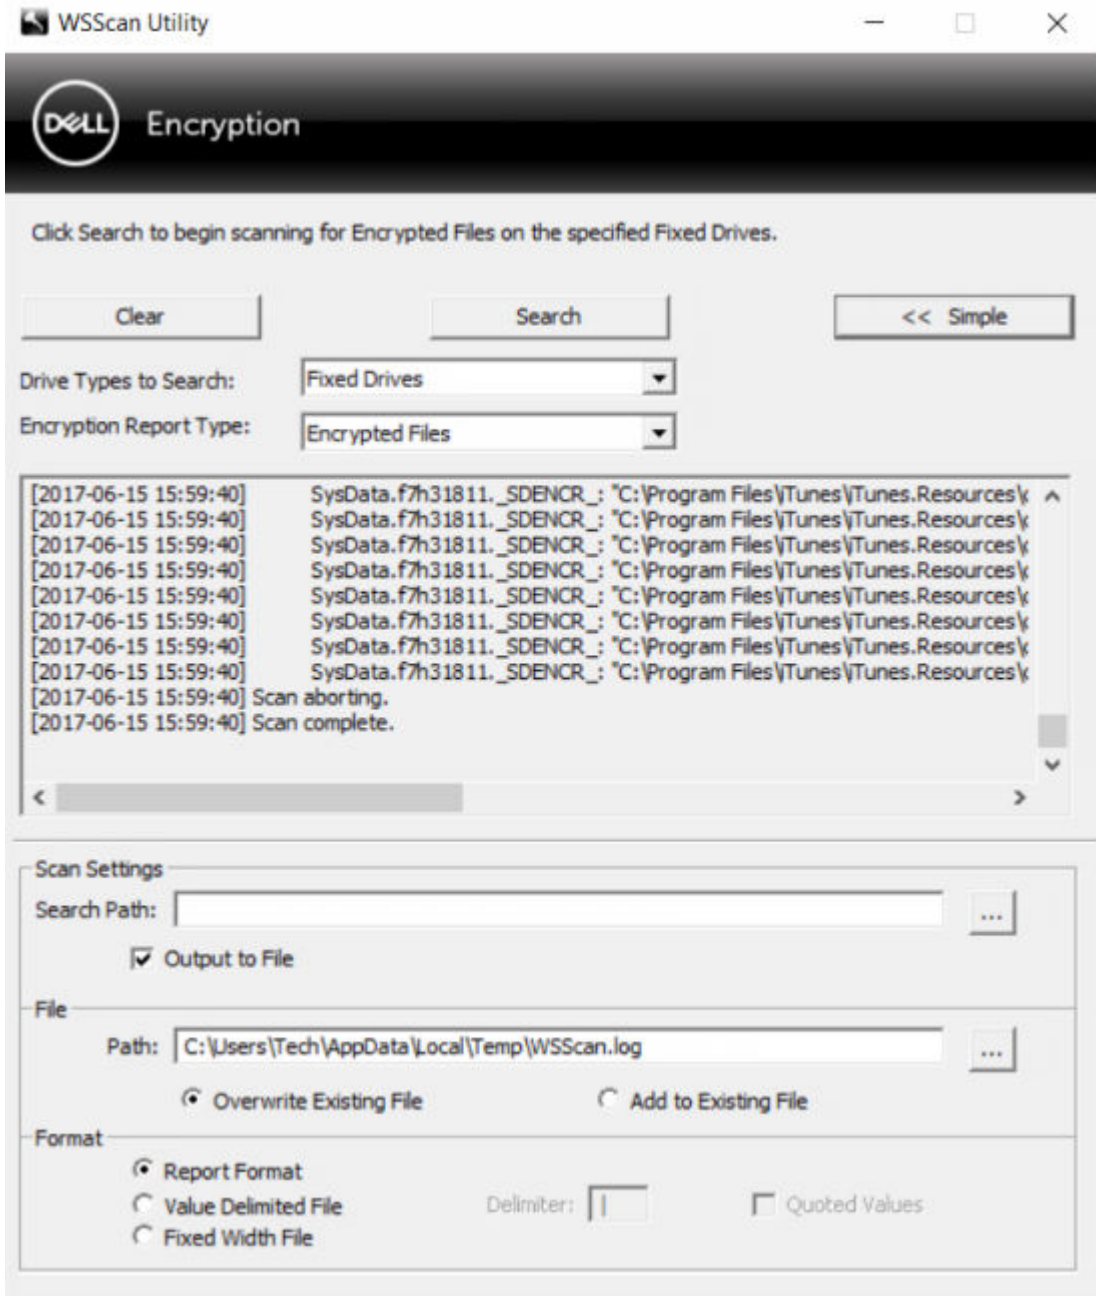 WSScan Utility
DELL Encryption
Click Search to begin scanning for Encrypted Files on the specified Fixed Drives.
Clear Search << Simple
Drive Types to Search: Fixed Drives
Encryption Report Type: Encrypted Files
[2017-06-15 15:59:40] SysData.f7h31811._SDENCR_: "C:\Program Files\iTunes\iTunes.Resources\
[2017-06-15 15:59:40] SysData.f7h31811._SDENCR_: "C:\Program Files\iTunes\iTunes.Resources\
[2017-06-15 15:59:40] SysData.f7h31811._SDENCR_: "C:\Program Files\iTunes\iTunes.Resources\
[2017-06-15 15:59:40] SysData.f7h31811._SDENCR_: "C:\Program Files\iTunes\iTunes.Resources\
[2017-06-15 15:59:40] SysData.f7h31811._SDENCR_: "C:\Program Files\iTunes\iTunes.Resources\
[2017-06-15 15:59:40] SysData.f7h31811._SDENCR_: "C:\Program Files\iTunes\iTunes.Resources\
[2017-06-15 15:59:40] SysData.f7h31811._SDENCR_: "C:\Program Files\iTunes\iTunes.Resources\
[2017-06-15 15:59:40] SysData.f7h31811._SDENCR_: "C:\Program Files\iTunes\iTunes.Resources\
[2017-06-15 15:59:40] Scan aborting.
[2017-06-15 15:59:40] Scan complete.
Scan Settings
Search Path: ...
Output to File
File
Path: C:\Users\Tech\AppData\Local\Temp\WSScan.log ...
Overwrite Existing File Add to Existing File
Format
Report Format
Value Delimited File Delimiter: | Quoted Values
Fixed Width File